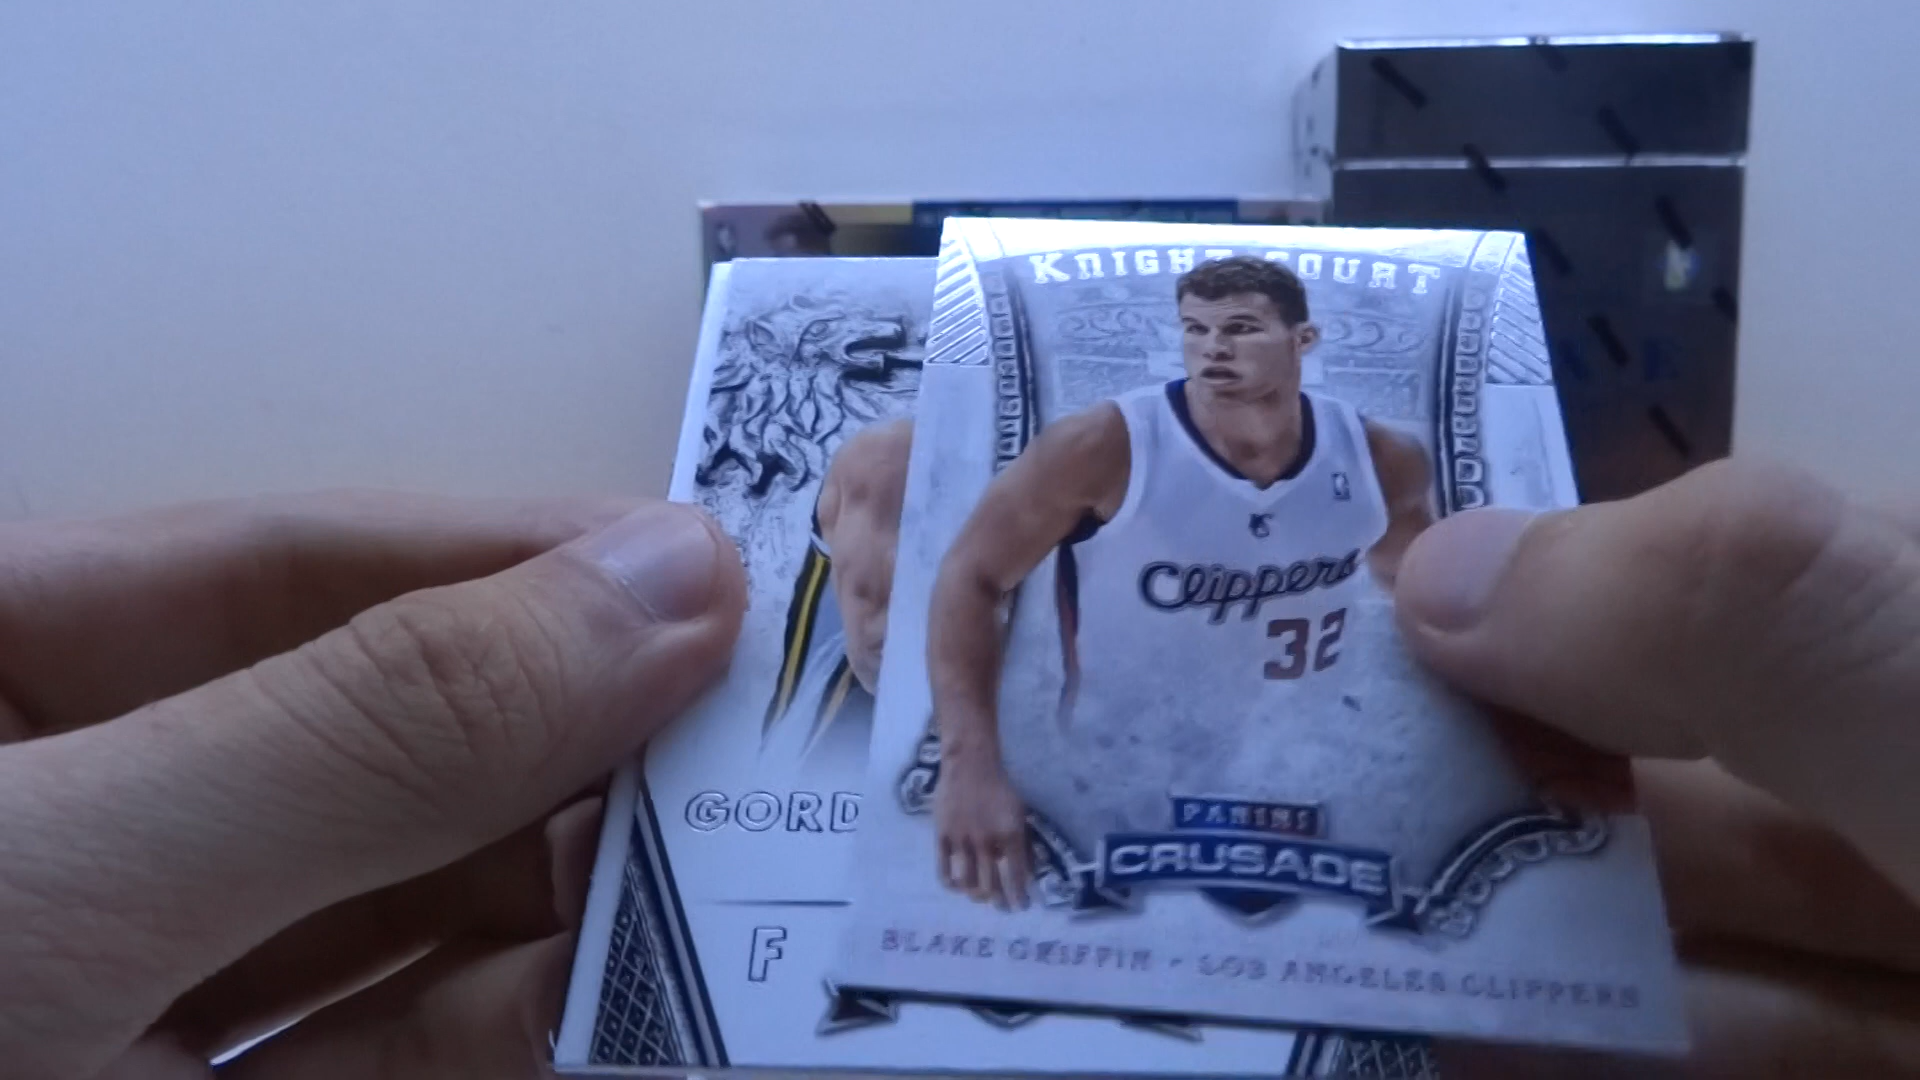 KNIGHT COURT
Clippers
32
PANINI
CRUSADE
BLAKE GRIFFIN - LOS ANGELES CLIPPERS
GORD
F